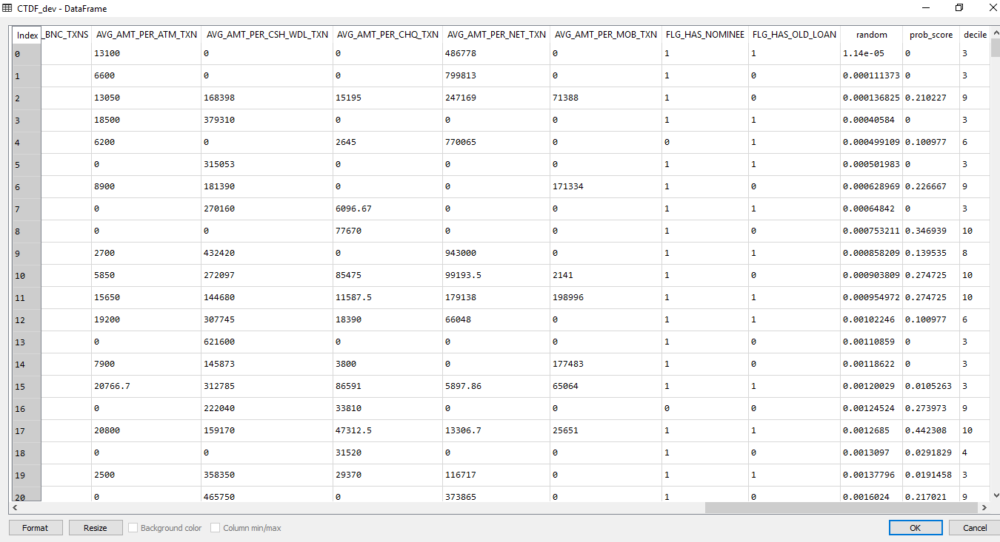 CTDF_dev - DataFrame
Index _BNC_TXNS AVG_AMT_PER_ATM_TXN AVG_AMT_PER_CSH_WDL_TXN AVG_AMT_PER_CHQ_TXN AVG_AMT_PER_NET_TXN AVG_AMT_PER_MOB_TXN FLG_HAS_NOMINEE FLG_HAS_OLD_LOAN random prob_score decile
0 13100 0 0 486778 0 1 1 1.14e-05 0 3
1 6600 0 0 799813 0 1 0 0.000111373 0 3
2 13050 168398 15195 247169 71388 1 0 0.000136825 0.210227 9
3 18500 379310 0 0 0 1 1 0.00040584 0 3
4 6200 0 2645 770065 0 0 1 0.000499109 0.100977 6
5 0 315053 0 0 0 1 1 0.000501983 0 3
6 8900 181390 0 0 171334 1 0 0.000628969 0.226667 9
7 0 270160 6096.67 0 0 1 1 0.00064842 0 3
8 0 0 77670 0 0 1 0 0.000753211 0.346939 10
9 2700 432420 0 943000 0 1 1 0.000858209 0.139535 8
10 5850 272097 85475 99193.5 2141 1 0 0.000903809 0.274725 10
11 15650 144680 11587.5 179138 198996 1 1 0.000954972 0.274725 10
12 19200 307745 18390 66048 0 1 1 0.00102246 0.100977 6
13 0 621600 0 0 0 1 0 0.00110859 0 3
14 7900 145873 3800 0 177483 1 0 0.00118622 0 3
15 20766.7 312785 86591 5897.86 65064 1 1 0.00120029 0.0105263 3
16 0 222040 33810 0 0 0 0 0.00124524 0.273973 9
17 20800 159170 47312.5 13306.7 25651 1 1 0.0012685 0.442308 10
18 0 0 31520 0 0 1 0 0.0013097 0.0291829 4
19 2500 358350 29370 116717 0 1 1 0.00137796 0.0191458 3
20 0 465750 0 373865 0 1 0 0.0016024 0.217021 9
Format Resize Background color Column min/max OK Cancel